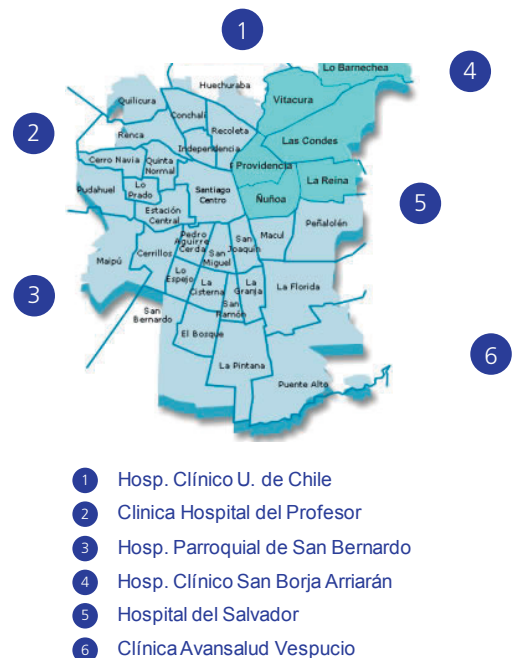 1
Lo Barnechea
4
Huechuraba
Vitacura
Quilicura
Conchalí
2
Renca
Recoleta
Independencia
Las Condes
Cerro Navia
Quinta
Normal
Providencia
La Reina
Pudahuel
Lo
Prado
Santiago
Centro
Ñuñoa
5
Estación
Central
Peñalolén
Pedro
Aguirre
Cerda
San
Joaquín
Macul
Maipú
Cerrillos
San
Miguel
3
Lo
Espejo
La
Cisterna
La
Granja
La Florida
San
Bernardo
San
Ramón
El Bosque
6
La Pintana
Puente Alto
1 Hosp. Clínico U. de Chile
2 Clinica Hospital del Profesor
3 Hosp. Parroquial de San Bernardo
4 Hosp. Clínico San Borja Arriarán
5 Hospital del Salvador
6 Clínica Avansalud Vespucio